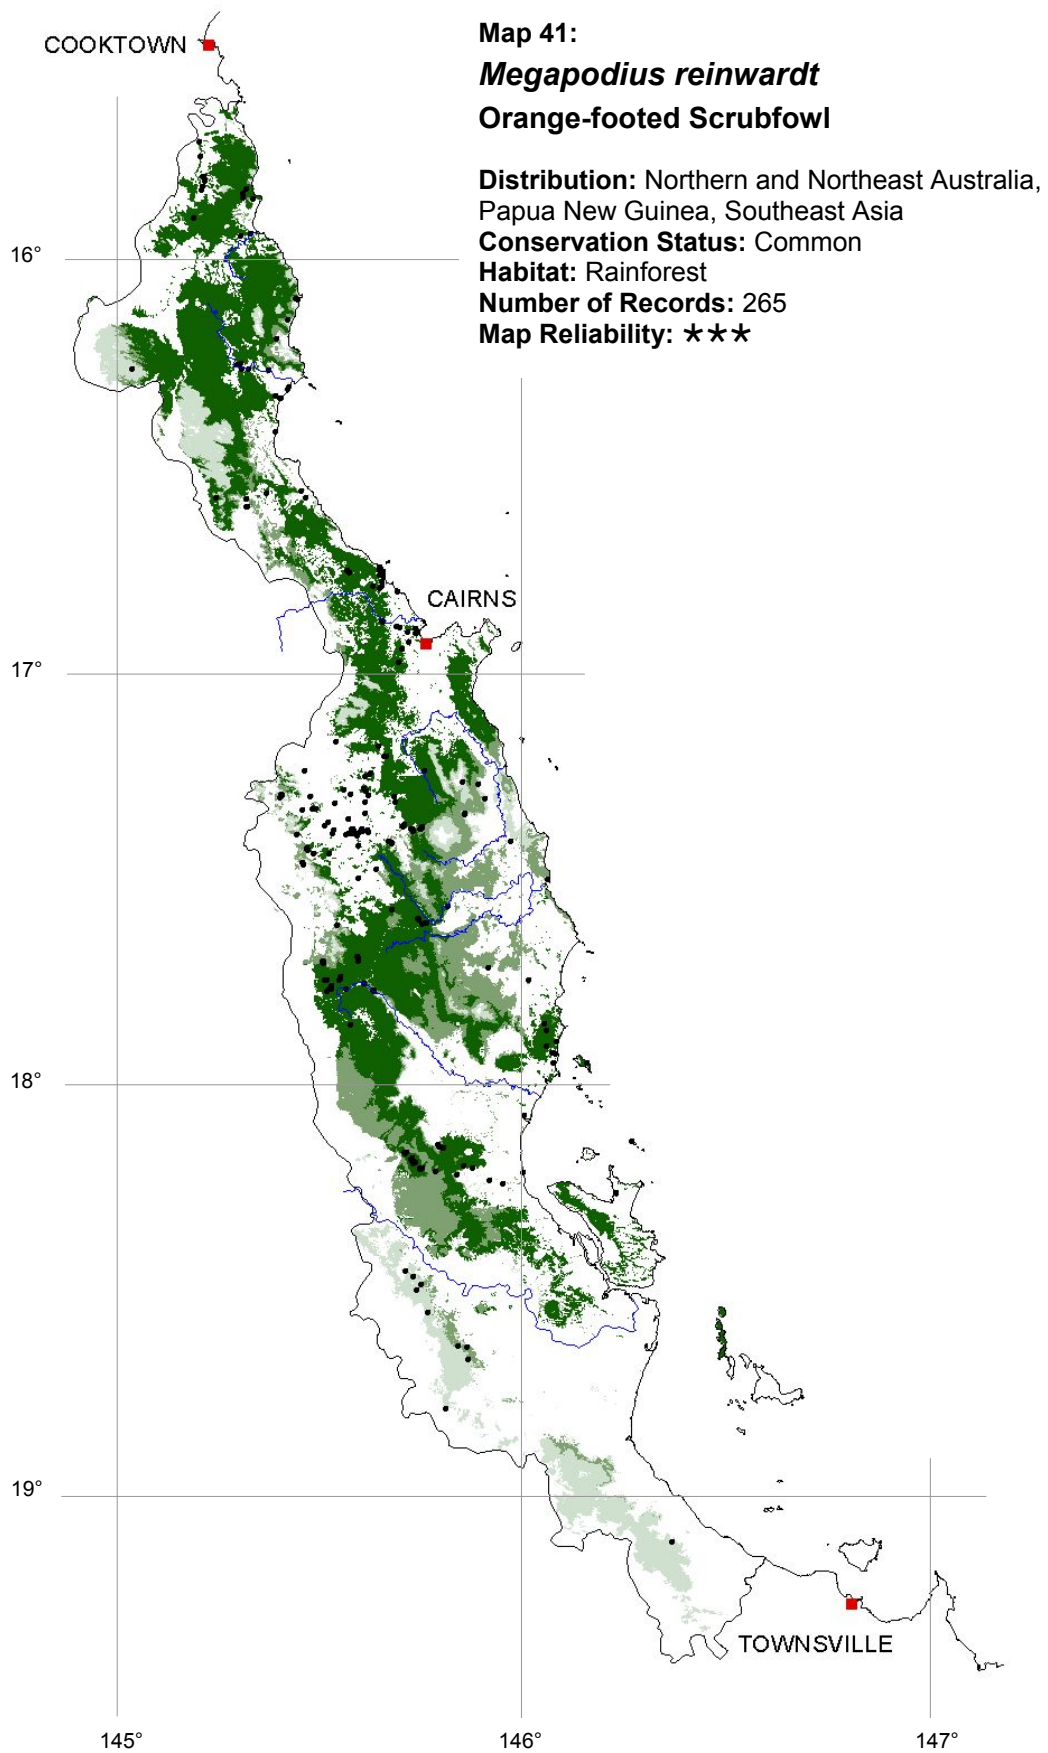 COOKTOWN
Map 41:
Megapodius reinwardt
Orange-footed Scrubfowl
Distribution: Northern and Northeast Australia,
Papua New Guinea, Southeast Asia
Conservation Status: Common
Habitat: Rainforest
Number of Records: 265
Map Reliability: ★★★
16°
CAIRNS
17°
18°
19°
TOWNSVILLE
145° 146° 147°